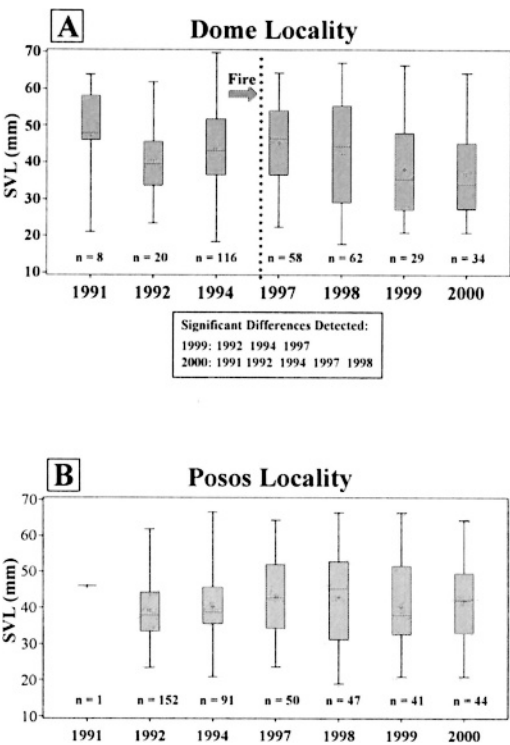 A Dome Locality
70
60
50
40
30
20
10
SVL (mm)
Fire
n = 8 n = 20 n = 116 n = 58 n = 62 n = 29 n = 34
1991 1992 1994 1997 1998 1999 2000
Significant Differences Detected:
1999: 1992 1994 1997
2000: 1991 1992 1994 1997 1998
B Posos Locality
70
60
50
40
30
20
10
SVL (mm)
n = 1 n = 152 n = 91 n = 50 n = 47 n = 41 n = 44
1991 1992 1994 1997 1998 1999 2000